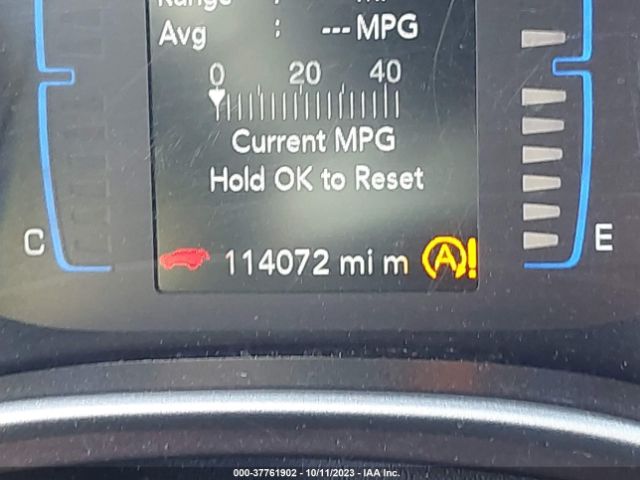 Range :
Avg : --- MPG
0 20 40
Current MPG
Hold OK to Reset
C E
114072 mi m A!
000-37761902 - 10/11/2023 - IAA Inc.